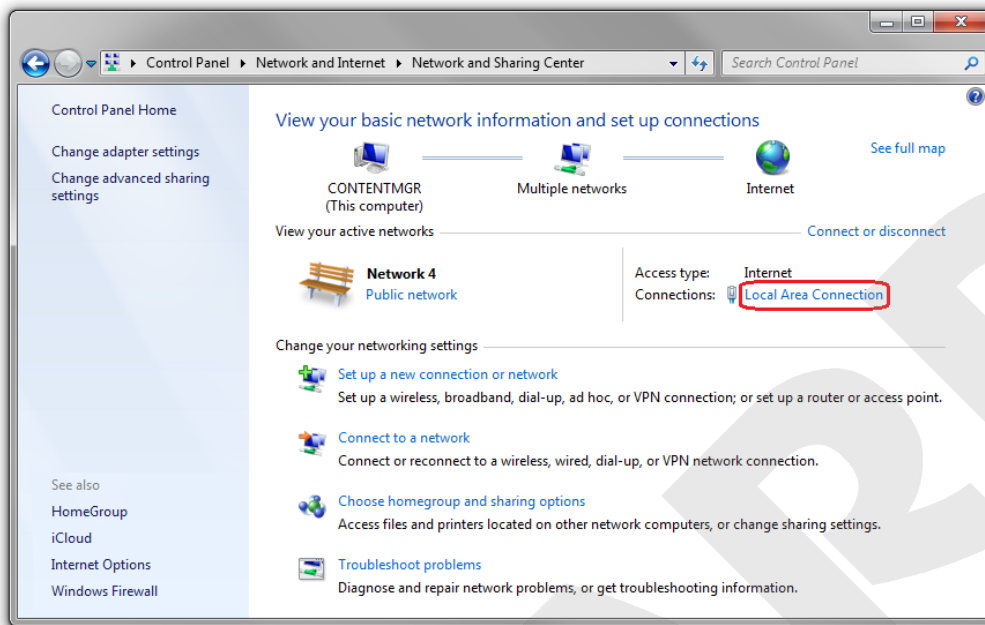 Control Panel ▸ Network and Internet ▸ Network and Sharing Center
Search Control Panel
Control Panel Home
Change adapter settings
Change advanced sharing
settings
See also
HomeGroup
iCloud
Internet Options
Windows Firewall
View your basic network information and set up connections
See full map
CONTENTMGR
(This computer)
Multiple networks
Internet
View your active networks
Connect or disconnect
Network 4
Public network
Access type: Internet
Connections: Local Area Connection
Change your networking settings
Set up a new connection or network
Set up a wireless, broadband, dial-up, ad hoc, or VPN connection; or set up a router or access point.
Connect to a network
Connect or reconnect to a wireless, wired, dial-up, or VPN network connection.
Choose homegroup and sharing options
Access files and printers located on other network computers, or change sharing settings.
Troubleshoot problems
Diagnose and repair network problems, or get troubleshooting information.